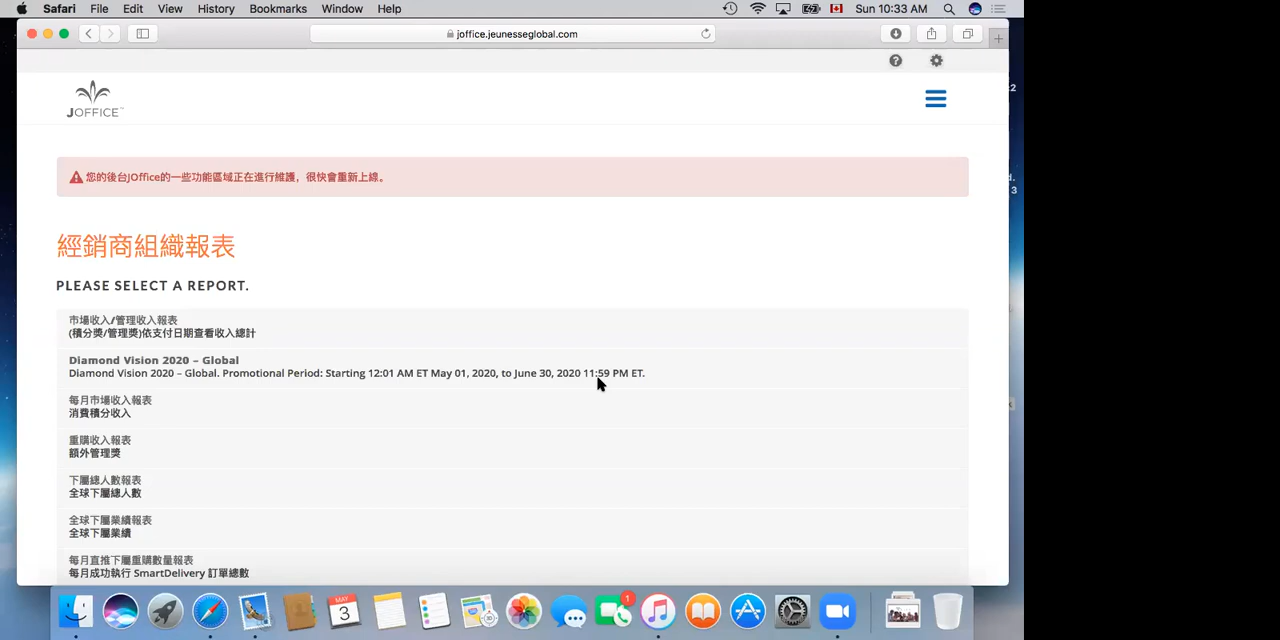 Safari File Edit View History Bookmarks Window Help Sun 10:33 AM
joffice.jeunesseglobal.com
JOFFICE™
您的後台JOffice的一些功能區域正在進行維護，很快會重新上線。
經銷商組織報表
PLEASE SELECT A REPORT.
市場收入/管理收入報表
(積分獎/管理獎)依支付日期查看收入總計
Diamond Vision 2020 – Global
Diamond Vision 2020 – Global. Promotional Period: Starting 12:01 AM ET May 01, 2020, to June 30, 2020 11:59 PM ET.
每月市場收入報表
消費積分收入
重購收入報表
額外管理獎
下屬總人數報表
全球下屬總人數
全球下屬業績報表
全球下屬業績
每月直推下屬重購數量報表
每月成功執行 SmartDelivery 訂單總數
MAY
3
1